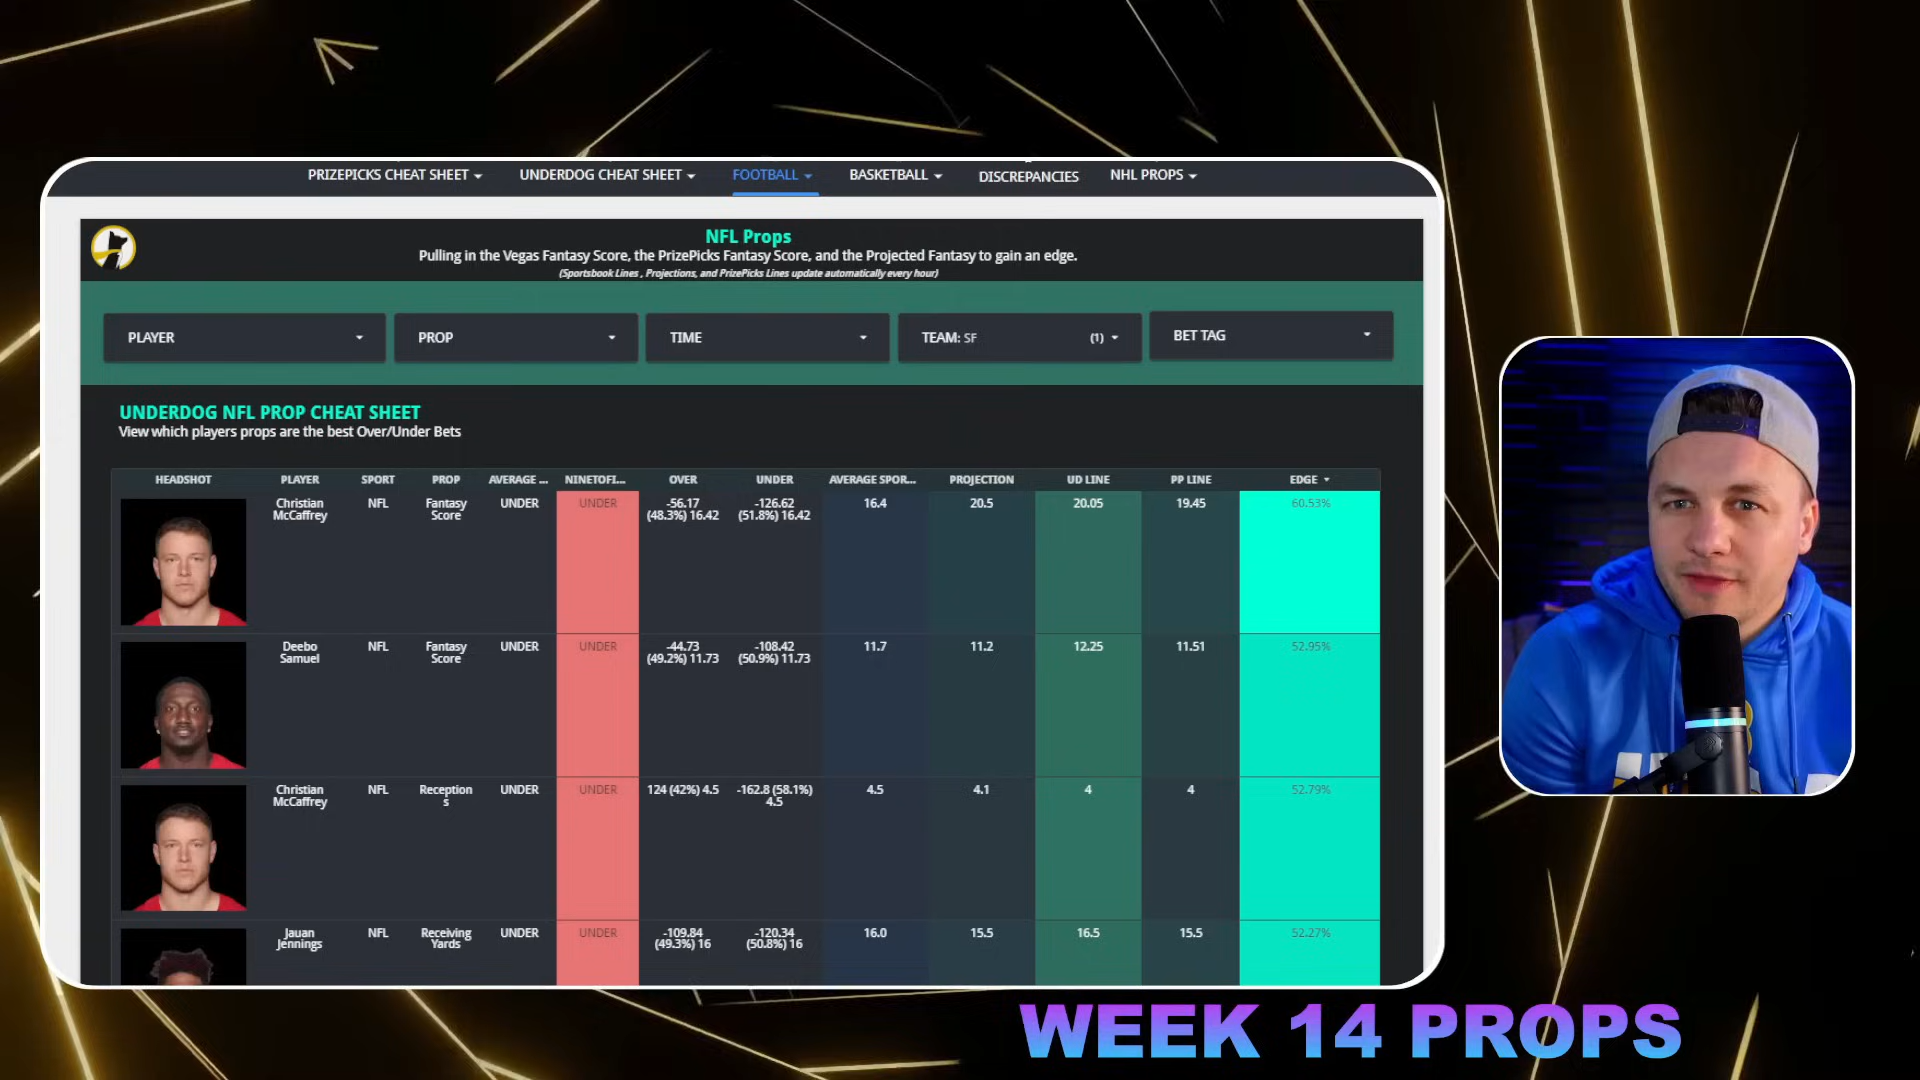 PRIZEPICKS CHEAT SHEET
UNDERDOG CHEAT SHEET
FOOTBALL
BASKETBALL
DISCREPANCIES
NHL PROPS
NFL Props
Pulling in the Vegas Fantasy Score, the PrizePicks Fantasy Score, and the Projected Fantasy to gain an edge.
(Sportsbook Lines , Projections, and PrizePicks Lines update automatically every hour)
PLAYER
PROP
TIME
TEAM: SF (1)
BET TAG
UNDERDOG NFL PROP CHEAT SHEET
View which players props are the best Over/Under Bets
HEADSHOT PLAYER SPORT PROP AVERAGE ... NINETOFI... OVER UNDER AVERAGE SPOR... PROJECTION UD LINE PP LINE EDGE
Christian NFL Fantasy UNDER UNDER -56.17 -126.62 16.4 20.5 20.05 19.45 60.53%
McCaffrey Score (48.3%) 16.42 (51.8%) 16.42
Deebo NFL Fantasy UNDER UNDER -44.73 -108.42 11.7 11.2 12.25 11.51 52.95%
Samuel Score (49.2%) 11.73 (50.9%) 11.73
Christian NFL Reception UNDER UNDER 124 (42%) 4.5 -162.8 (58.1%) 4.5 4.1 4 4 52.79%
McCaffrey s 4.5
Jauan NFL Receiving UNDER UNDER -109.84 -120.34 16.0 15.5 16.5 15.5 52.27%
Jennings Yards (49.3%) 16 (50.8%) 16
WEEK 14 PROPS